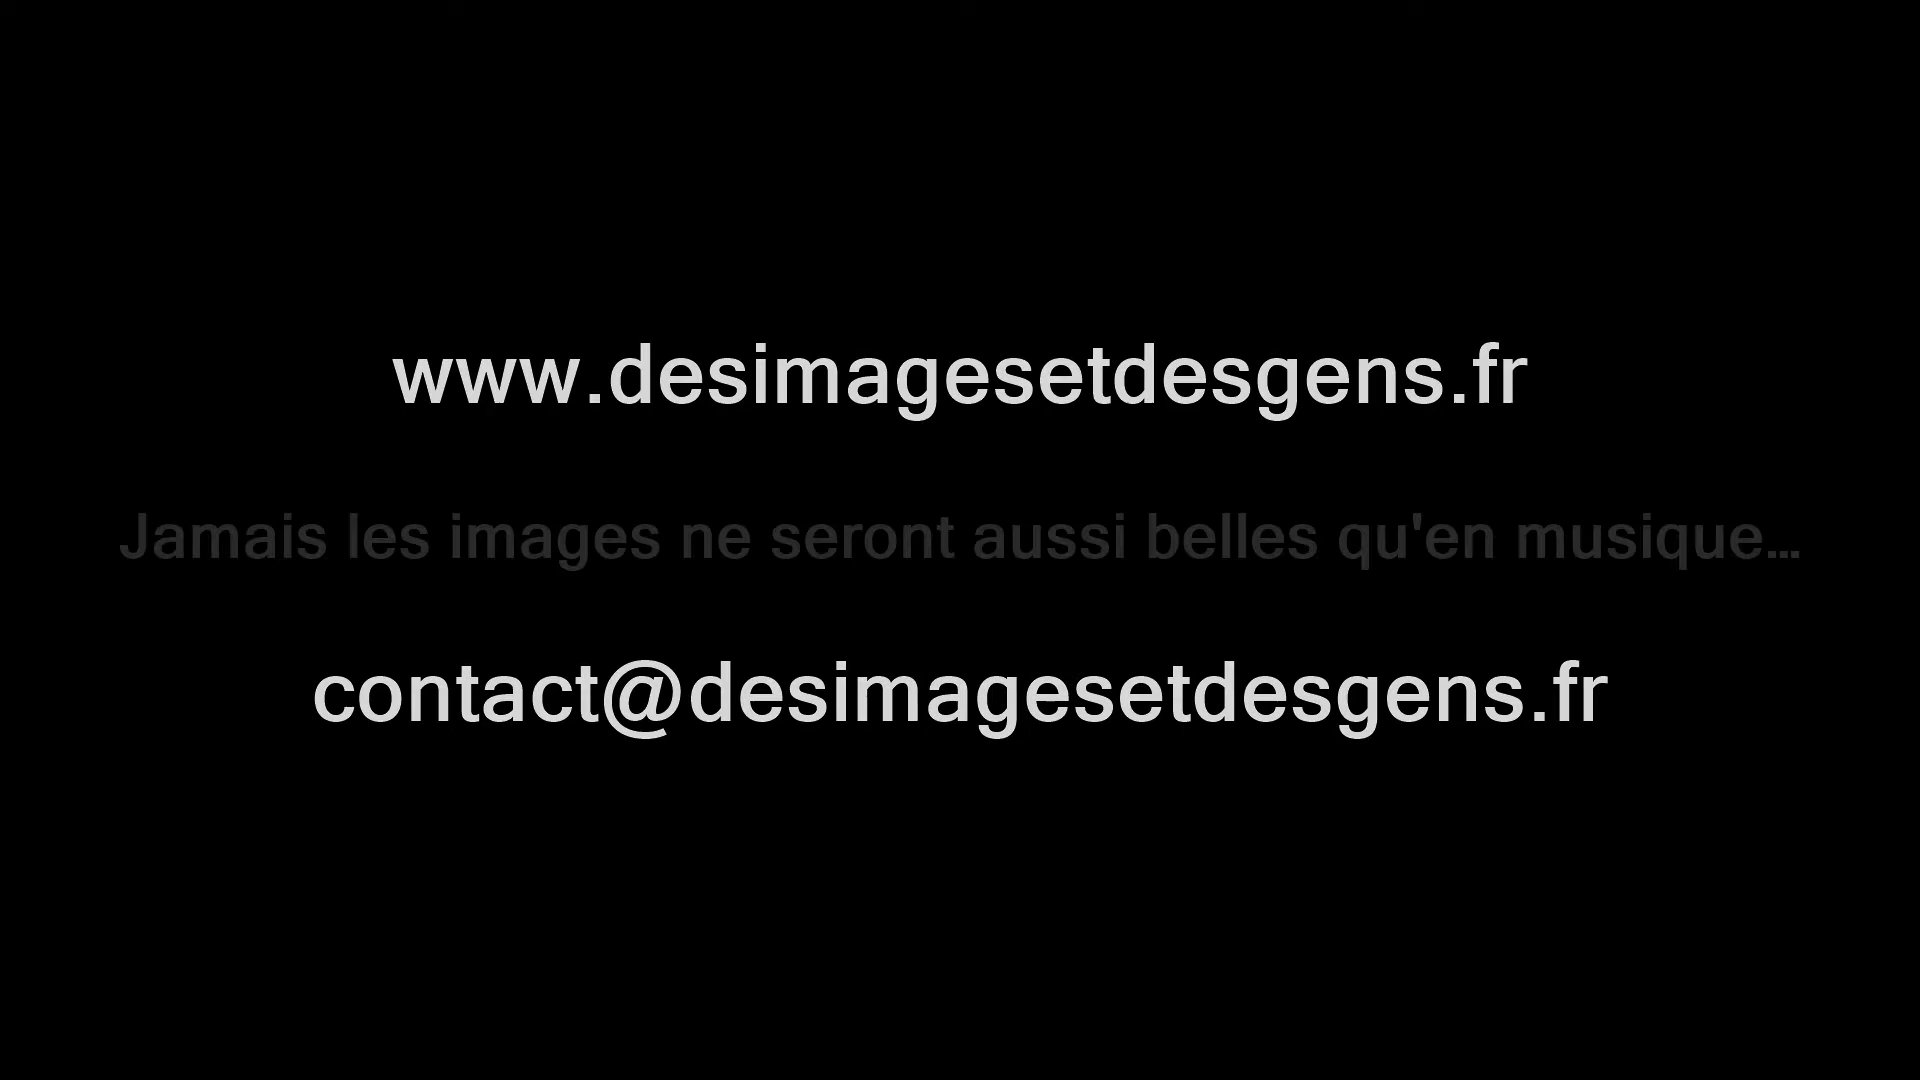 www.desimagesetdesgens.fr
Jamais les images ne seront aussi belles qu'en musique...
contact@desimagesetdesgens.fr